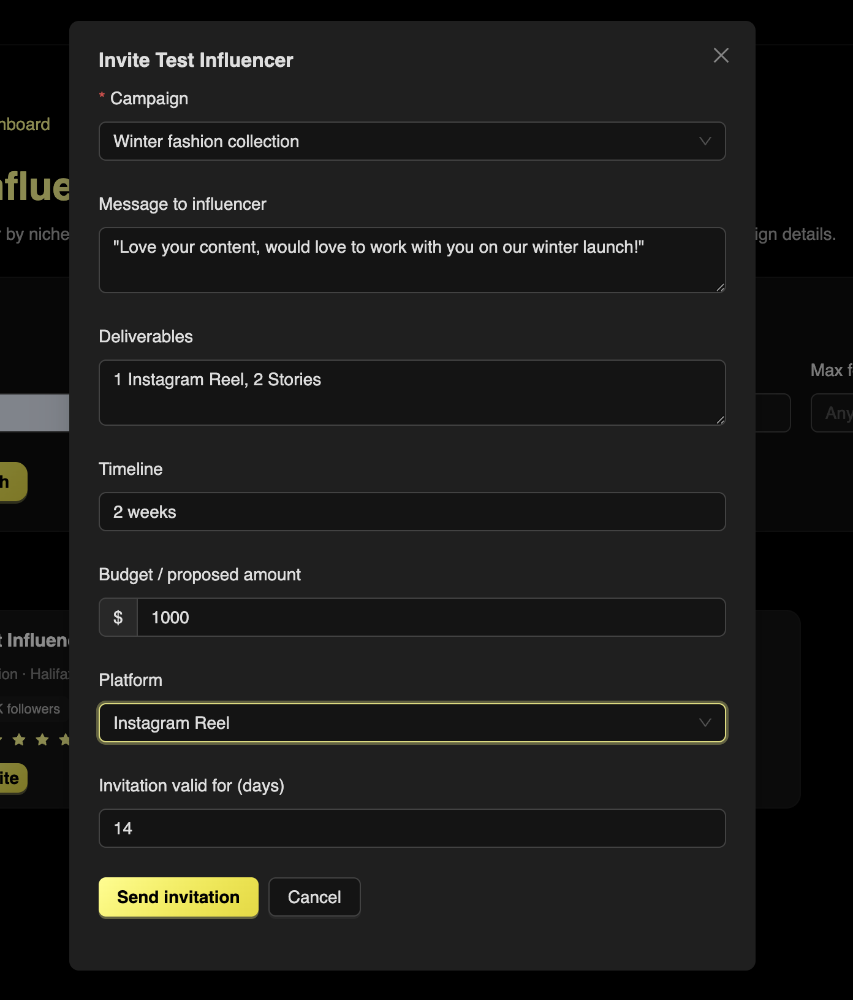 Invite Test Influencer
* Campaign
nboard
Winter fashion collection
nflue
Message to influencer
r by niche
ign details.
"Love your content, would love to work with you on our winter launch!"
Deliverables
1 Instagram Reel, 2 Stories
Max f
Any
Timeline
h
2 weeks
Budget / proposed amount
$ 1000
t Influen
ion · Halifax
Platform
K followers
Instagram Reel
ite
Invitation valid for (days)
14
Send invitation
Cancel